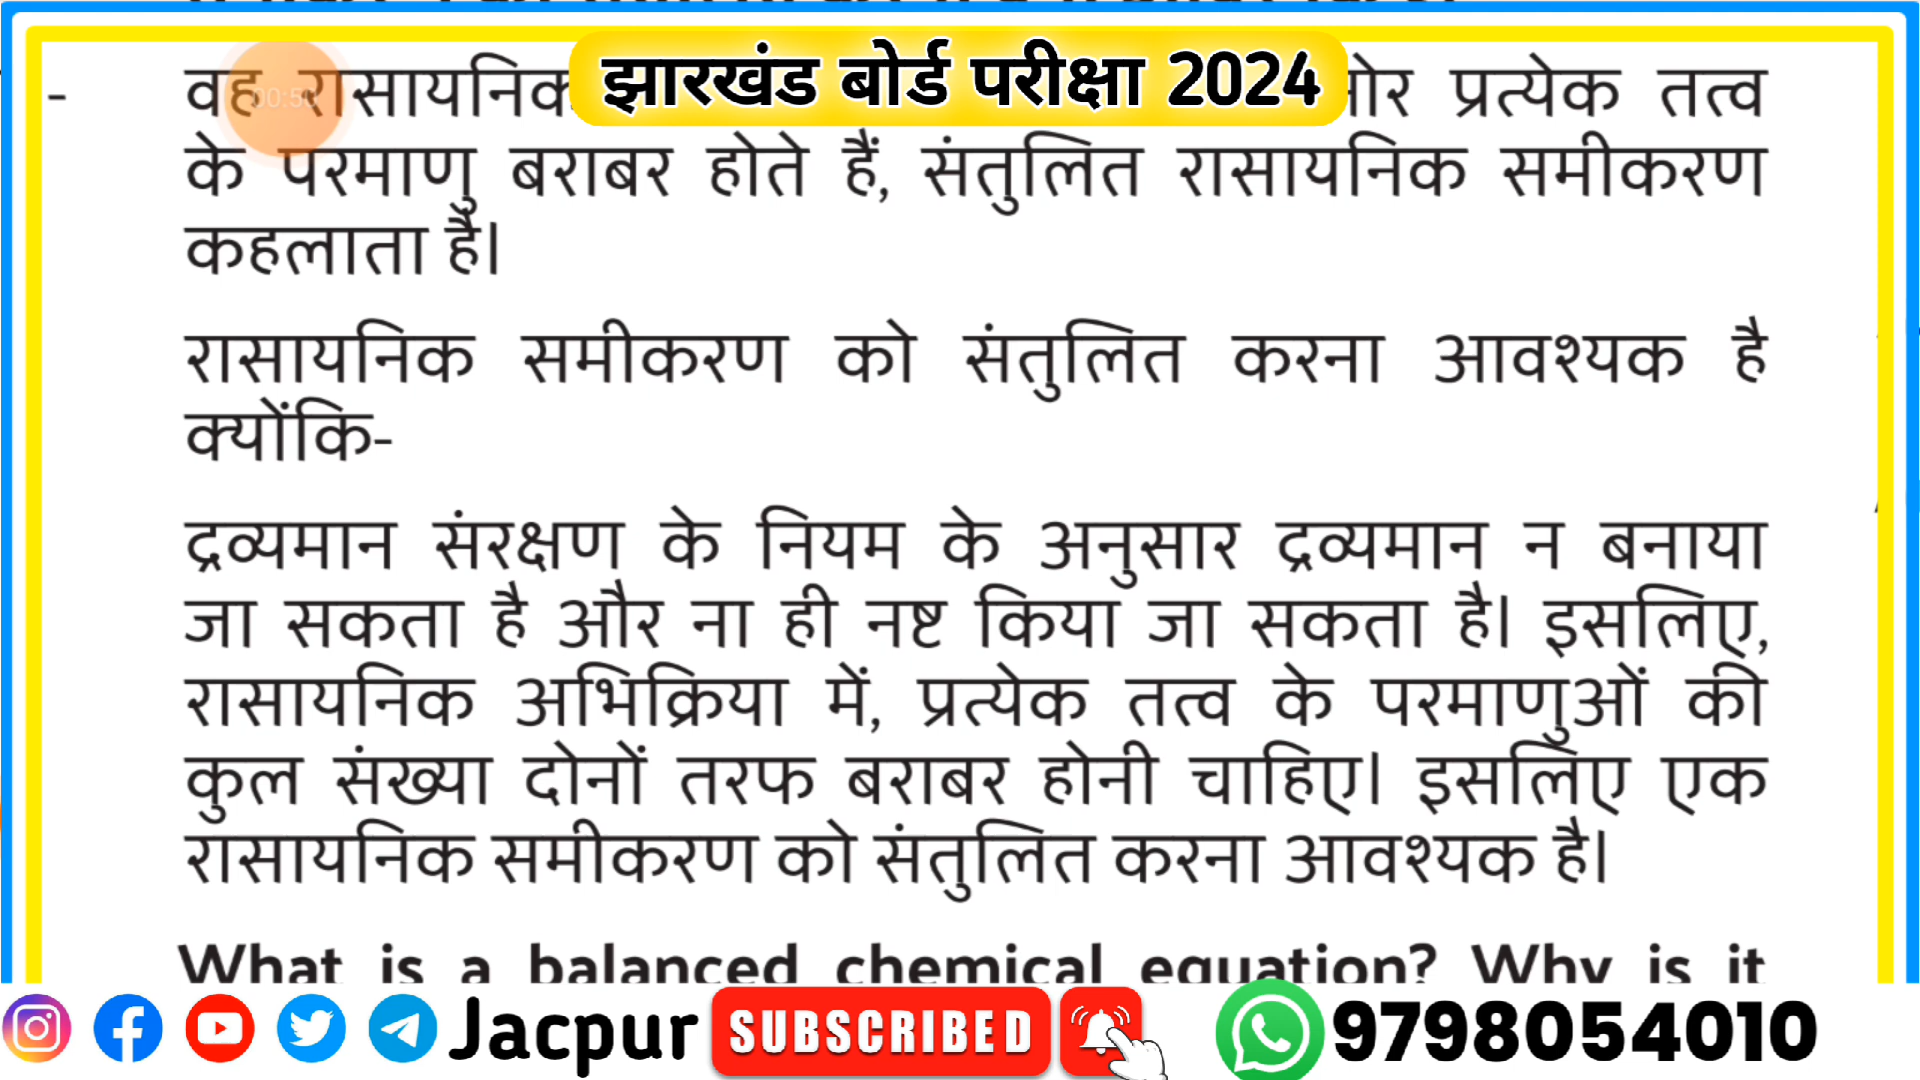 झारखंड बोर्ड परीक्षा 2024
- वह रासायनिक प्रत्येक तत्व
00:50
के परमाणु बराबर होते हैं, संतुलित रासायनिक समीकरण
कहलाता है।
रासायनिक समीकरण को संतुलित करना आवश्यक है
क्योंकि-
द्रव्यमान संरक्षण के नियम के अनुसार द्रव्यमान न बनाया
जा सकता है और ना ही नष्ट किया जा सकता है। इसलिए,
रासायनिक अभिक्रिया में, प्रत्येक तत्व के परमाणुओं की
कुल संख्या दोनों तरफ बराबर होनी चाहिए। इसलिए एक
रासायनिक समीकरण को संतुलित करना आवश्यक है।
What is a balanced chemical equation? Why is it
Jacpur SUBSCRIBED 9798054010